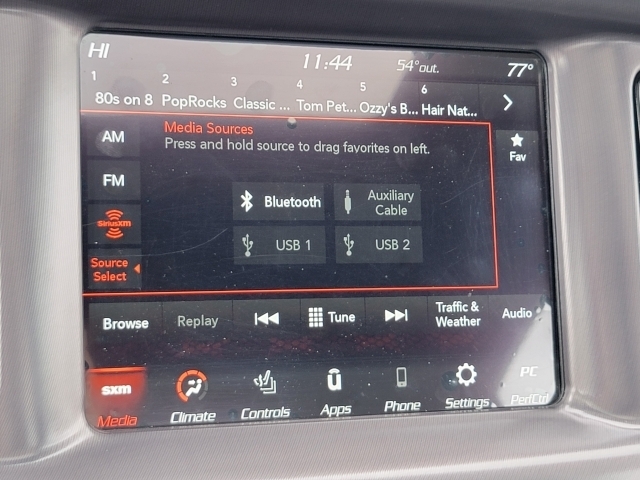 HI 11:44 54°out. 77°
1 2 3 4 5 6
80s on 8 PopRocks Classic ... Tom Pet... Ozzy's B... Hair Nat...
Media Sources
Press and hold source to drag favorites on left.
AM
FM
SiriusXM
Source
Select
Fav
Bluetooth
Auxiliary
Cable
USB 1
USB 2
Browse
Replay
Tune
Traffic &
Weather
Audio
sxm
PC
Media Climate Controls Apps Phone Settings